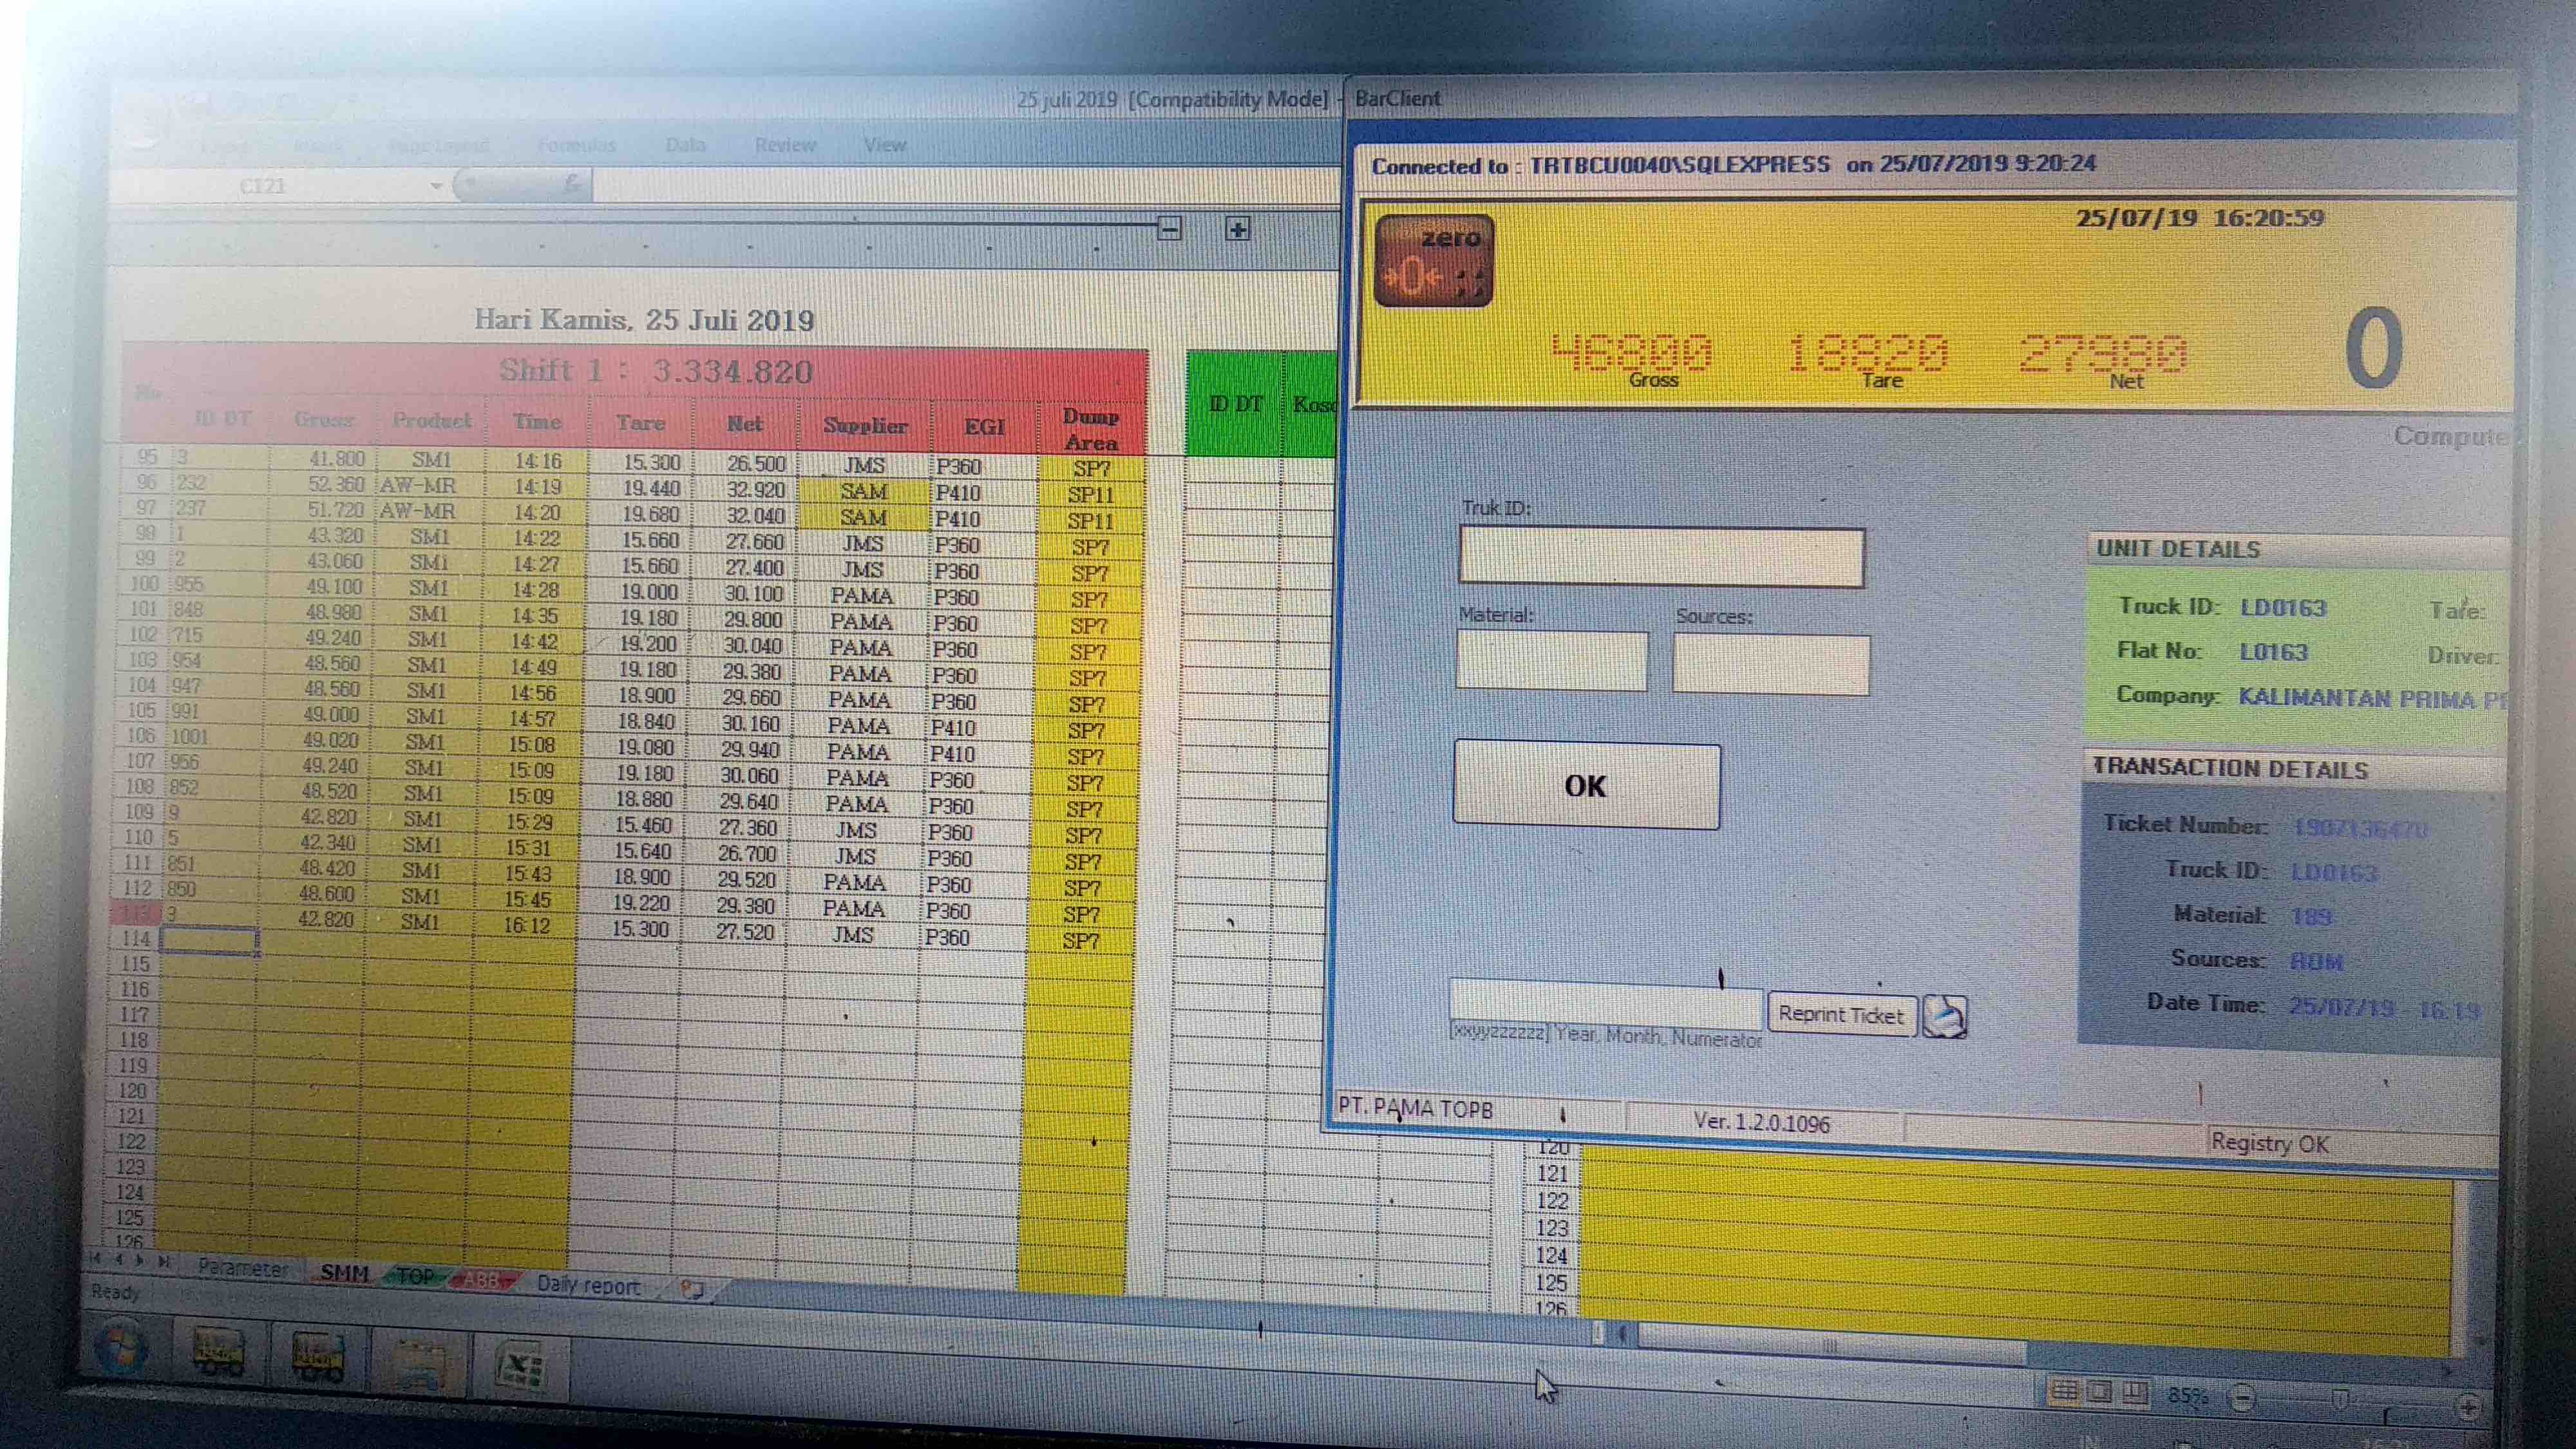 25 juli 2019 [Compatibility Mode] -
Formulas Data Review View
C121
Hari Kamis, 25 Juli 2019
Shift 1 : 3.334.820
No ID DT Gross Product Time Tare Net Supplier EGI Dump Area
95 3 41.800 SM1 14:16 15.300 26.500 JMS P360 SP7
96 232 52.360 AW-MR 14:19 19.440 32.920 SAM P410 SP11
97 237 51.720 AW-MR 14:20 19.680 32.040 SAM P410 SP11
98 1 43.320 SM1 14:22 15.660 27.660 JMS P360 SP7
99 2 43.060 SM1 14:27 15.660 27.400 JMS P360 SP7
100 955 49.100 SM1 14:28 19.000 30.100 PAMA P360 SP7
101 848 48.980 SM1 14:35 19.180 29.800 PAMA P360 SP7
102 715 49.240 SM1 14:42 19.200 30.040 PAMA P360 SP7
103 954 48.560 SM1 14:49 19.180 29.380 PAMA P360 SP7
104 947 48.560 SM1 14:56 18.900 29.660 PAMA P360 SP7
105 991 49.000 SM1 14:57 18.840 30.160 PAMA P410 SP7
106 1001 49.020 SM1 15:08 19.080 29.940 PAMA P410 SP7
107 956 49.240 SM1 15:09 19.180 30.060 PAMA P360 SP7
108 852 48.520 SM1 15:09 18.880 29.640 PAMA P360 SP7
109 9 42.820 SM1 15:29 15.460 27.360 JMS P360 SP7
110 5 42.340 SM1 15:31 15.640 26.700 JMS P360 SP7
111 851 48.420 SM1 15:43 18.900 29.520 PAMA P360 SP7
112 850 48.600 SM1 15:45 19.220 29.380 PAMA P360 SP7
113 3 42.820 SM1 16:12 15.300 27.520 JMS P360 SP7
114
115
116
117
118
119
120
121
122
123
124
125
126
ID DT
Parameter SMM TOP ABB Daily report
Ready
BarClient
Connected to : TRTBCU0040\SQLEXPRESS on 25/07/2019 9:20:24
25/07/19 16:20:59
zero
0
46800 18820 27980 0
Gross Tare Net
Truk ID:
Material: Sources:
OK
Reprint Ticket
[xxyyzzzzzz] Year, Month, Numerator
UNIT DETAILS
Truck ID: LD0163 Tare:
Flat No: L0163 Driver:
Company: KALIMANTAN PRIMA
TRANSACTION DETAILS
Ticket Number:
Truck ID: LD0163
Material: 189
Sources: ROM
Date Time: 25/07/19 16:19
PT. PAMA TOPB Ver. 1.2.0.1096 Registry OK
120
121
122
123
124
125
126
85%